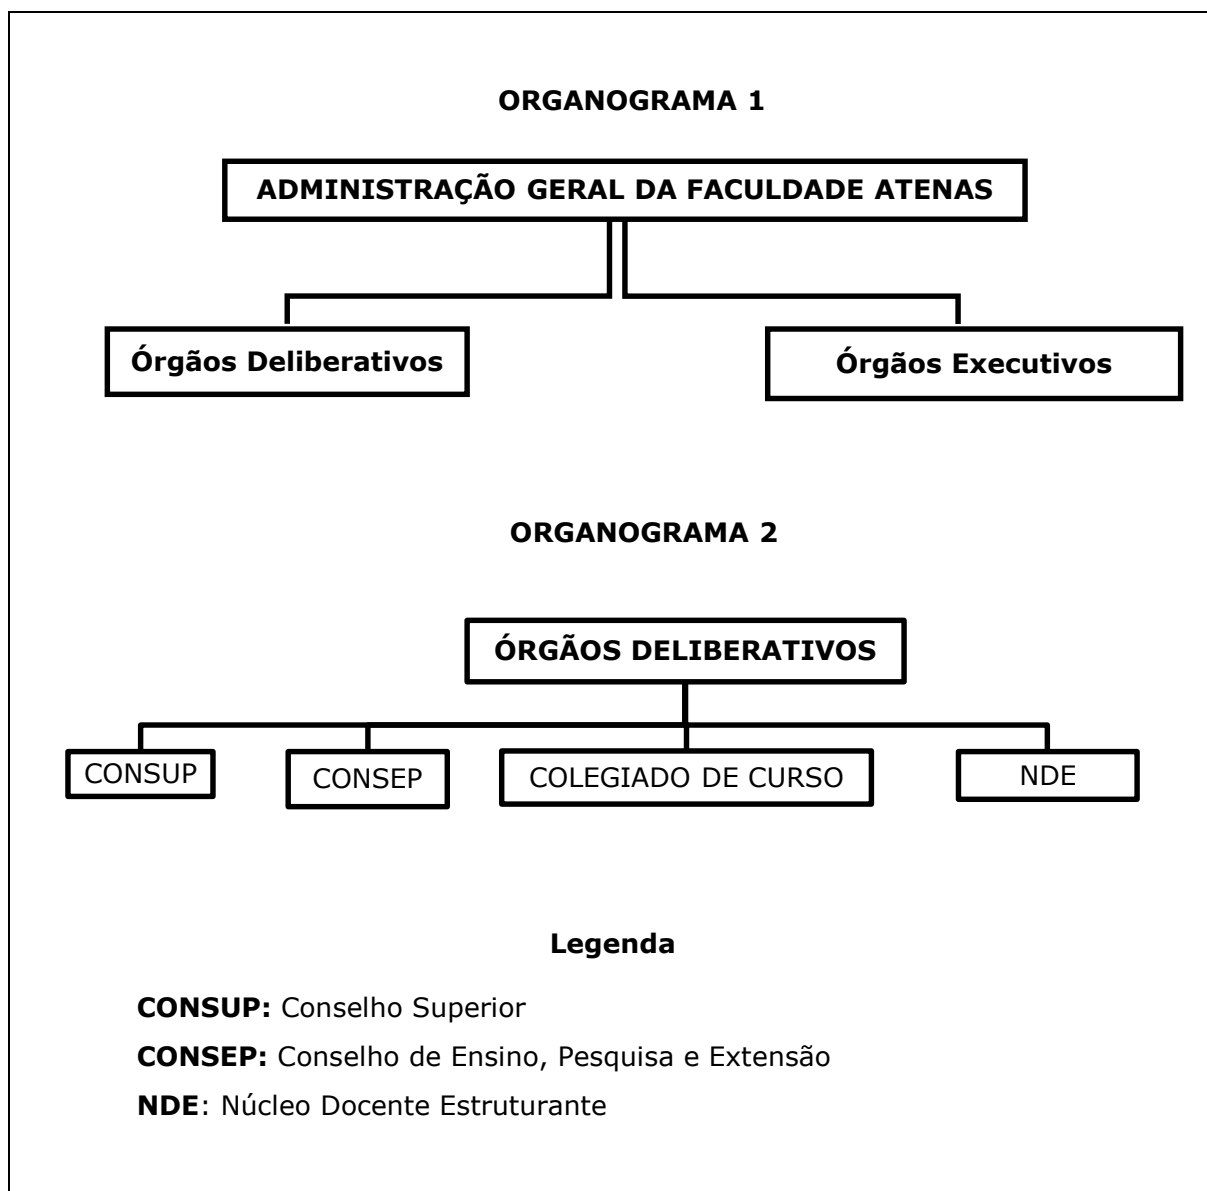 ORGANOGRAMA 1
ADMINISTRAÇÃO GERAL DA FACULDADE ATENAS
Órgãos Deliberativos
Órgãos Executivos
ORGANOGRAMA 2
ÓRGÃOS DELIBERATIVOS
CONSUP
CONSEP
COLEGIADO DE CURSO
NDE
Legenda
CONSUP: Conselho Superior
CONSEP: Conselho de Ensino, Pesquisa e Extensão
NDE: Núcleo Docente Estruturante